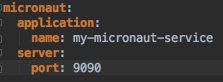 micronaut:
  application:
    name: my-micronaut-service
  server:
    port: 9090